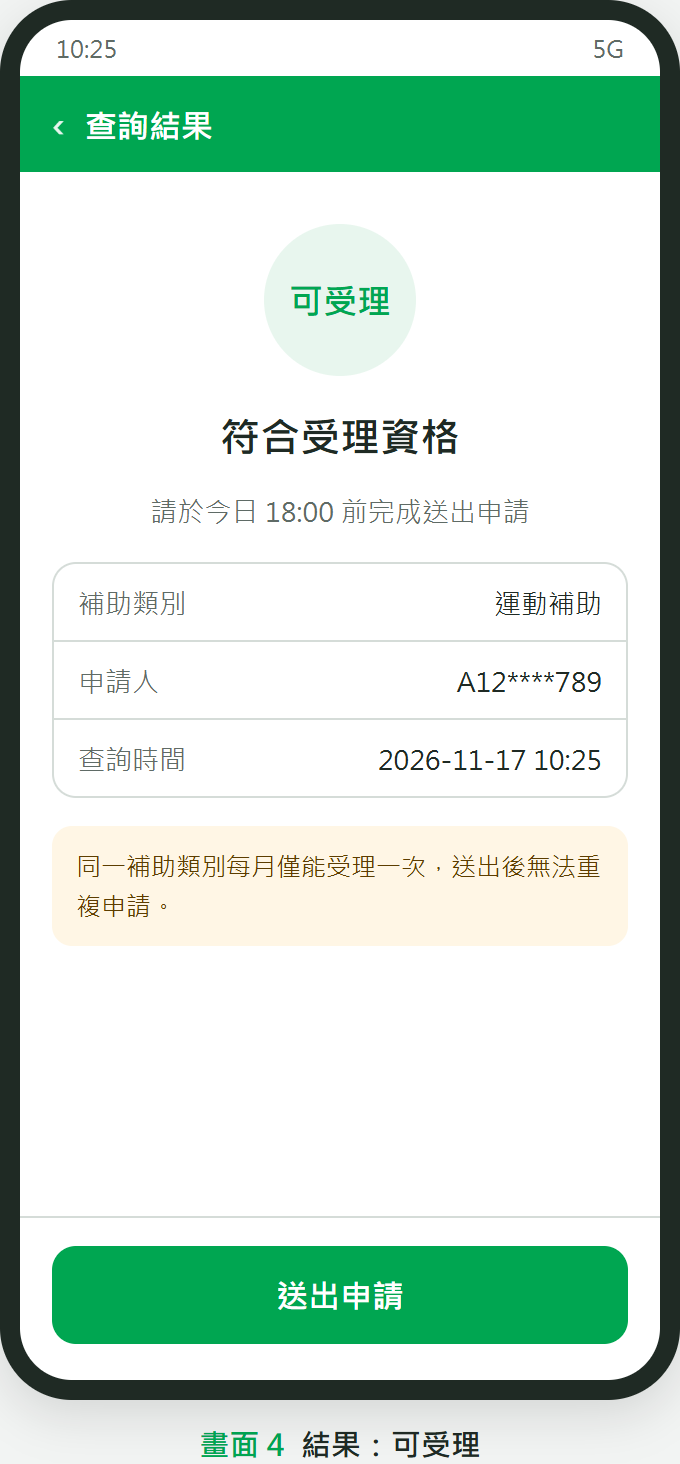 10:25 5G
‹ 查詢結果
可受理
符合受理資格
請於今日 18:00 前完成送出申請
補助類別 運動補助
申請人 A12****789
查詢時間 2026-11-17 10:25
同一補助類別每月僅能受理一次，送出後無法重
複申請。
送出申請
畫面 4 結果：可受理